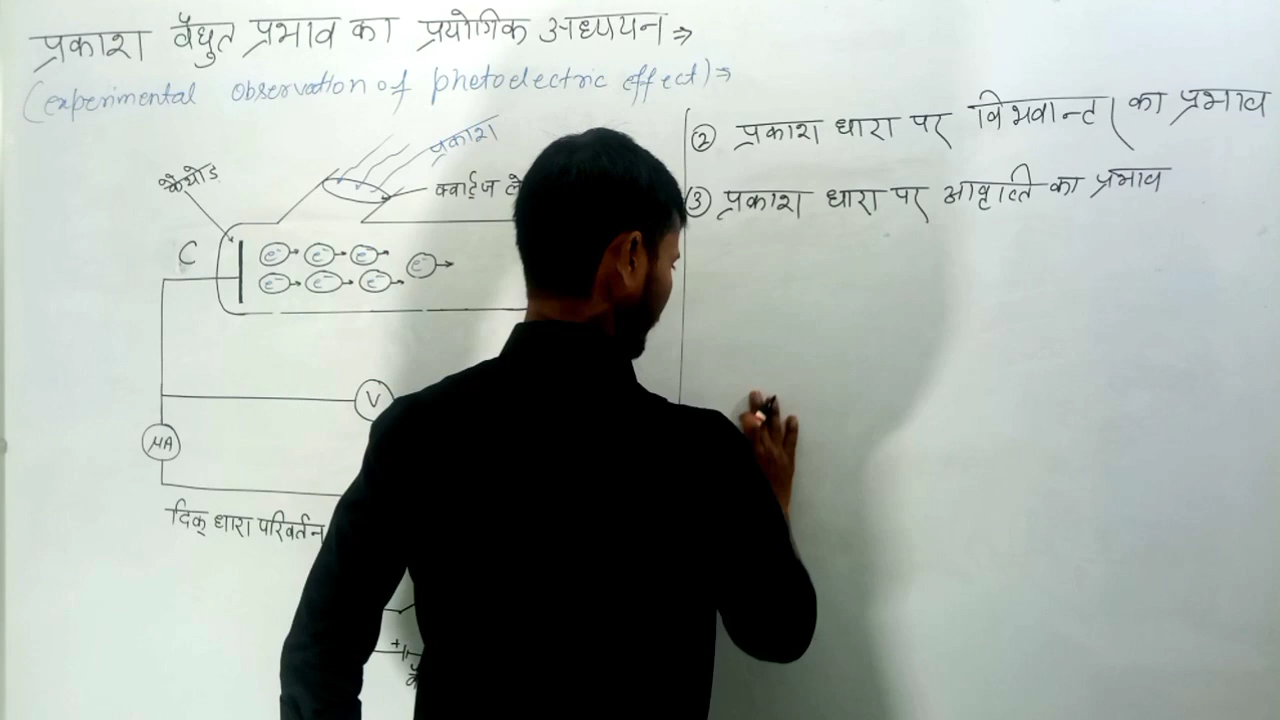 प्रकाश वैद्युत प्रभाव का प्रयोगिक अध्ययन ⇒
(experimental observation of photoelectric effect) ⇒
प्रकाश
कैथोड
क्वार्ट्ज
C
e⁻ e⁻ e⁻ e⁻
e⁻ e⁻ e⁻
V
MA
दिक् धारा परिवर्तन
+
② प्रकाश धारा पर विभवान्तर का प्रभाव
③ प्रकाश धारा पर आवृत्ति का प्रभाव